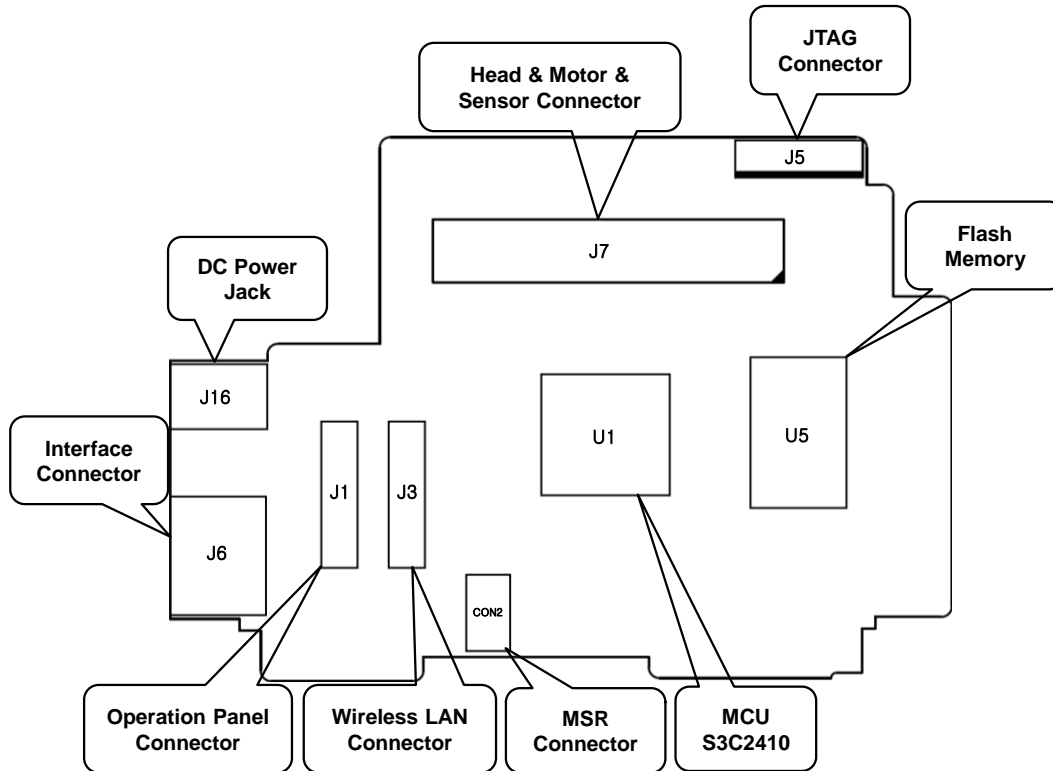 JTAG
Connector
Head & Motor &
Sensor Connector
J5
Flash
Memory
J7
DC Power
Jack
J16
Interface
Connector
U1
U5
J1
J3
J6
CON2
Operation Panel
Connector
Wireless LAN
Connector
MSR
Connector
MCU
S3C2410